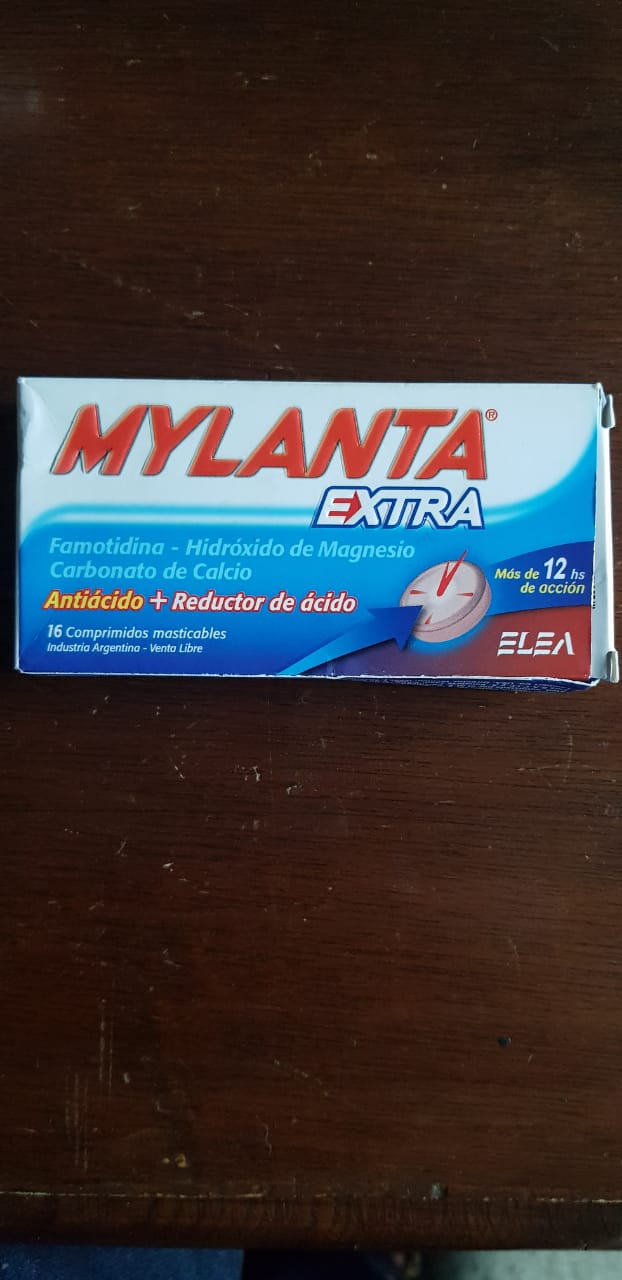 MYLANTA®
EXTRA
Famotidina - Hidróxido de Magnesio
Carbonato de Calcio
Antiácido + Reductor de ácido
16 Comprimidos masticables
Industria Argentina - Venta Libre
Más de 12 hs
de acción
ELEA